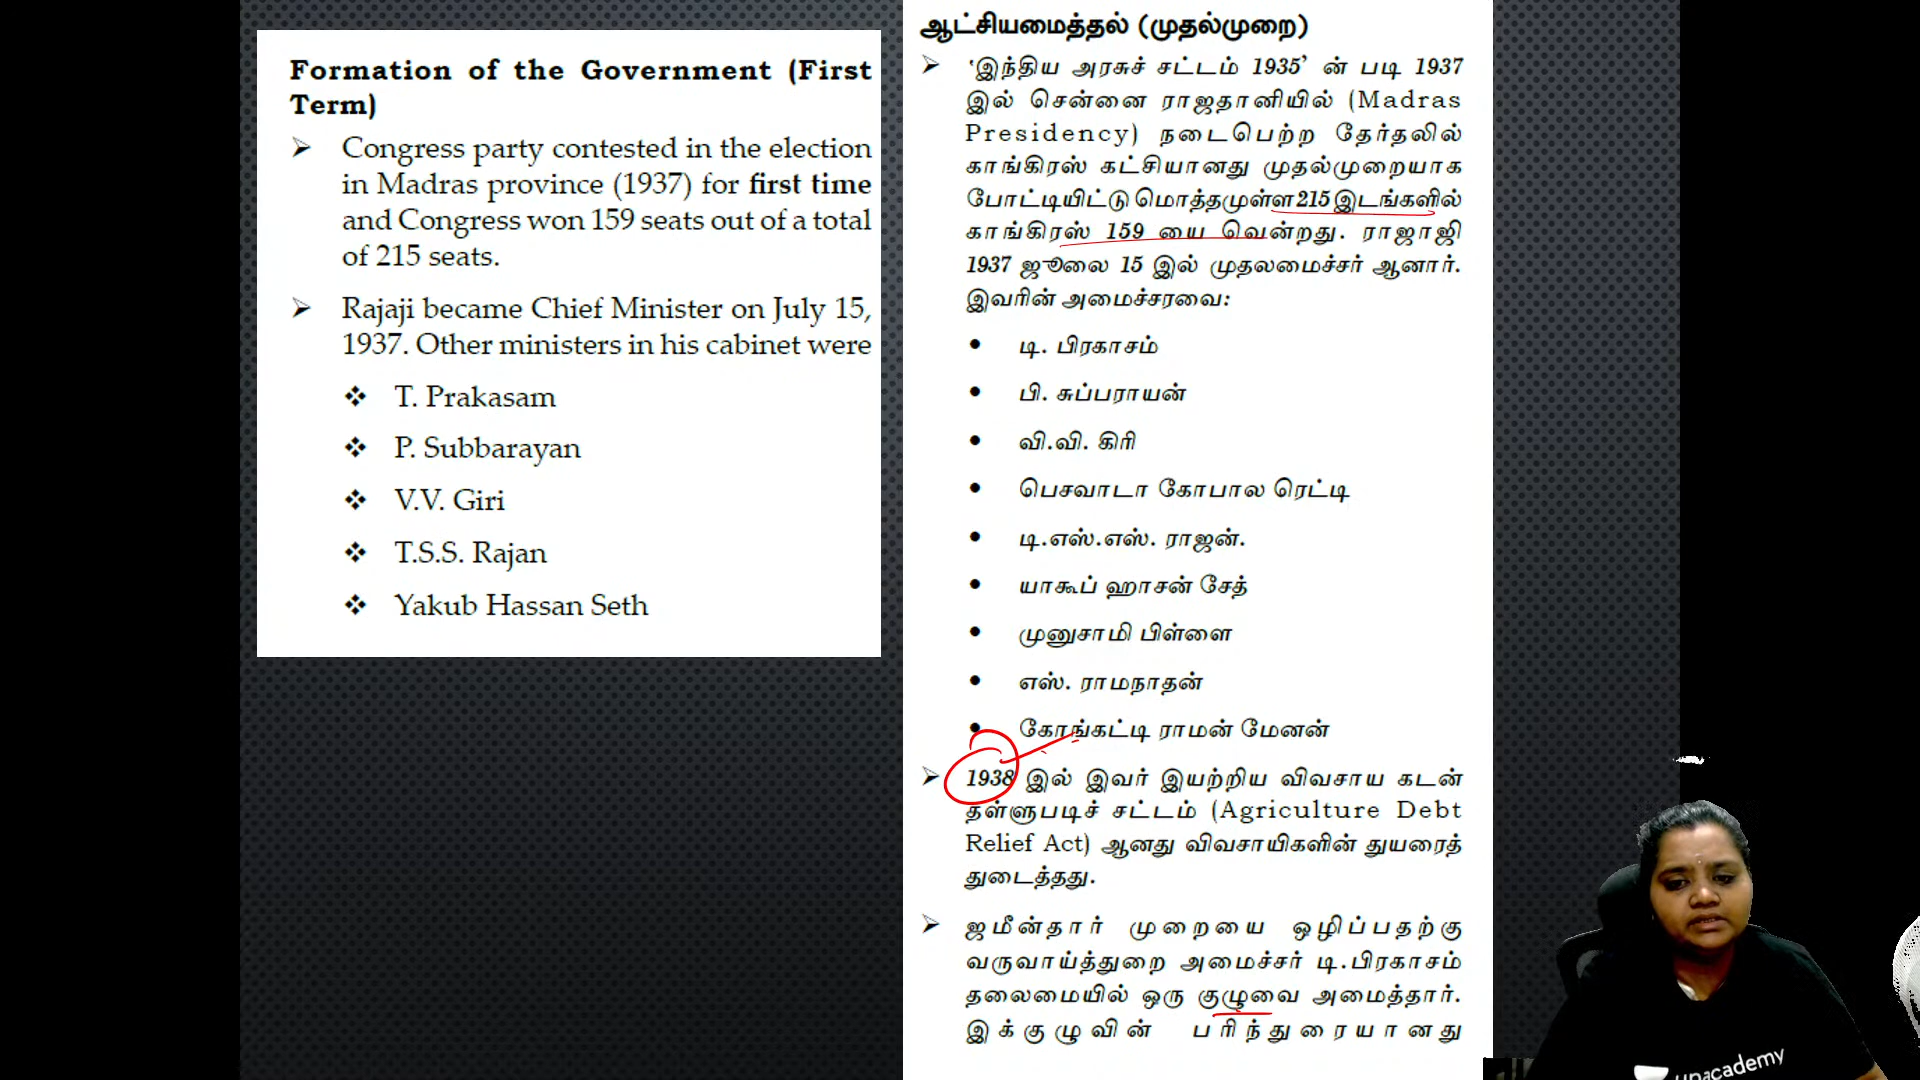 Formation of the Government (First
Term)
➢ Congress party contested in the election
in Madras province (1937) for first time
and Congress won 159 seats out of a total
of 215 seats.
➢ Rajaji became Chief Minister on July 15,
1937. Other ministers in his cabinet were
❖ T. Prakasam
❖ P. Subbarayan
❖ V.V. Giri
❖ T.S.S. Rajan
❖ Yakub Hassan Seth
ஆட்சியமைத்தல் (முதல்முறை)
➢ ‘இந்திய அரசுச் சட்டம் 1935’ ன் படி 1937
இல் சென்னை ராஜதானியில் (Madras
Presidency) நடைபெற்ற தேர்தலில்
காங்கிரஸ் கட்சியானது முதல்முறையாக
போட்டியிட்டு மொத்தமுள்ள 215 இடங்களில்
காங்கிரஸ் 159 யை வென்றது. ராஜாஜி
1937 ஜூலை 15 இல் முதலமைச்சர் ஆனார்.
இவரின் அமைச்சரவை:
• டி. பிரகாசம்
• பி. சுப்பராயன்
• வி.வி. கிரி
• பெசவாடா கோபால ரெட்டி
• டி.எஸ்.எஸ். ராஜன்.
• யாகூப் ஹாசன் சேத்
• முனுசாமி பிள்ளை
• எஸ். ராமநாதன்
• கோங்கட்டி ராமன் மேனன்
➢ 1938 இல் இவர் இயற்றிய விவசாய கடன்
தள்ளுபடிச் சட்டம் (Agriculture Debt
Relief Act) ஆனது விவசாயிகளின் துயரைத்
துடைத்தது.
➢ ஜமீன்தார் முறையை ஒழிப்பதற்கு
வருவாய்த்துறை அமைச்சர் டி.பிரகாசம்
தலைமையில் ஒரு குழுவை அமைத்தார்.
இக்குழுவின் பரிந்துரையானது
unacademy